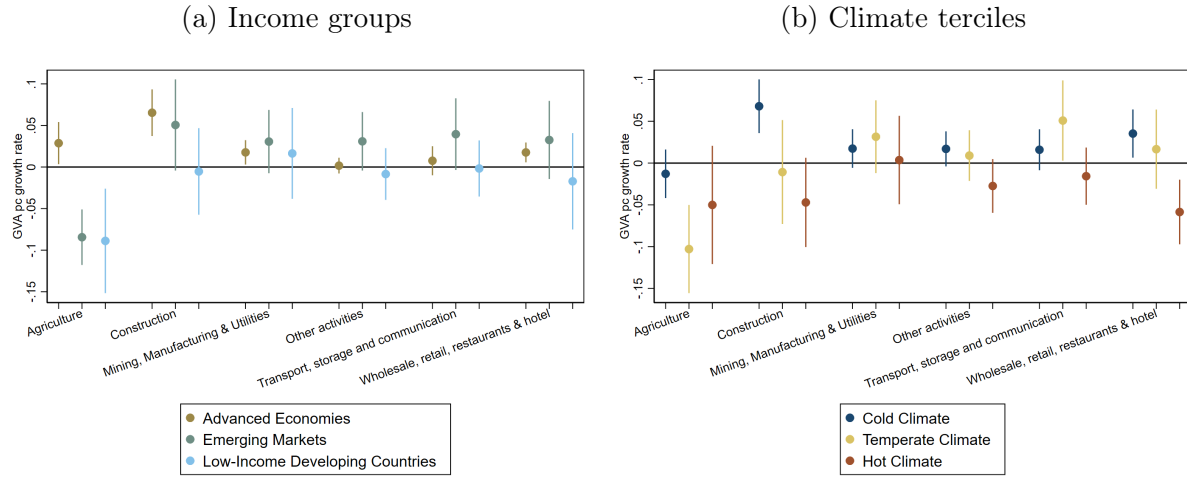 (a) Income groups
GVA pc growth rate
.1
.05
0
-.05
-.1
-.15
Agriculture
Construction
Mining, Manufacturing & Utilities
Other activities
Transport, storage and communication
Wholesale, retail, restaurants & hotel
Advanced Economies
Emerging Markets
Low-Income Developing Countries
(b) Climate terciles
GVA pc growth rate
.1
.05
0
-.05
-.1
-.15
Agriculture
Construction
Mining, Manufacturing & Utilities
Other activities
Transport, storage and communication
Wholesale, retail, restaurants & hotel
Cold Climate
Temperate Climate
Hot Climate